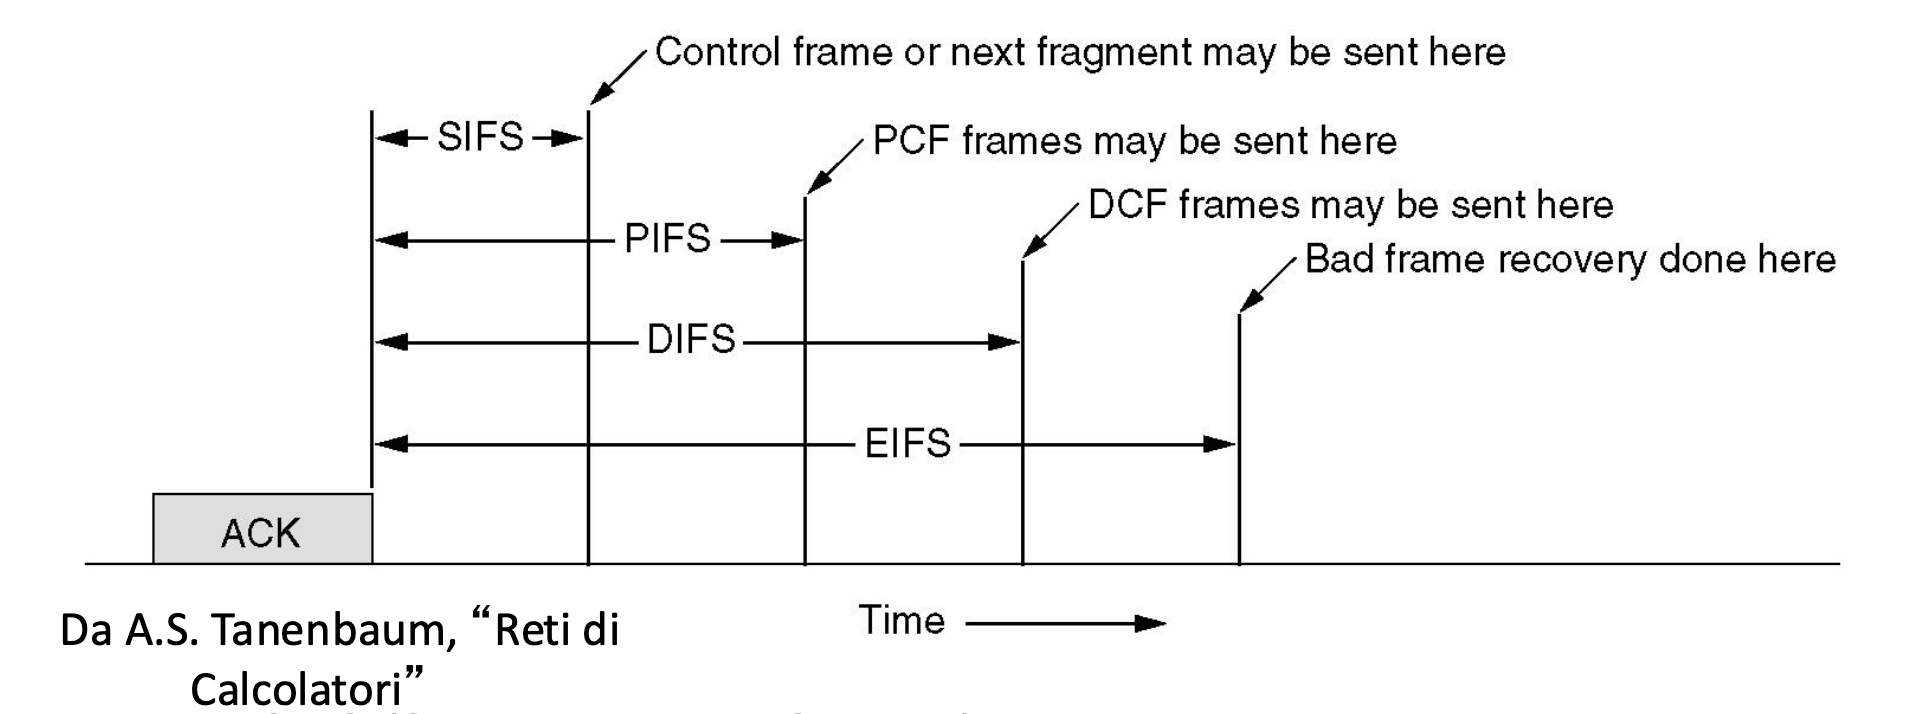 Control frame or next fragment may be sent here
SIFS
PCF frames may be sent here
DCF frames may be sent here
PIFS
Bad frame recovery done here
DIFS
EIFS
ACK
Time
Da A.S. Tanenbaum, “Reti di
Calcolatori”